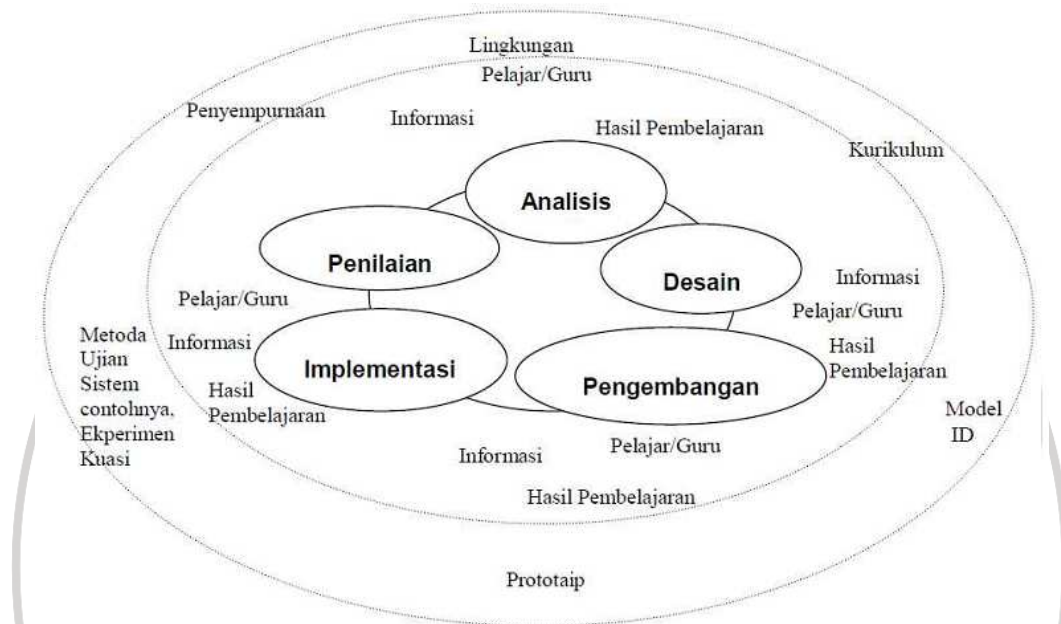 Lingkungan
Pelajar/Guru
Penyempurnaan
Informasi
Hasil Pembelajaran
Kurikulum
Analisis
Penilaian
Desain
Informasi
Pelajar/Guru
Pelajar/Guru
Metoda
Ujian
Sistem
contohnya,
Ekperimen
Kuasi
Informasi
Hasil
Pembelajaran
Implementasi
Pengembangan
Hasil
Pembelajaran
Model
ID
Pelajar/Guru
Informasi
Hasil Pembelajaran
Prototaip